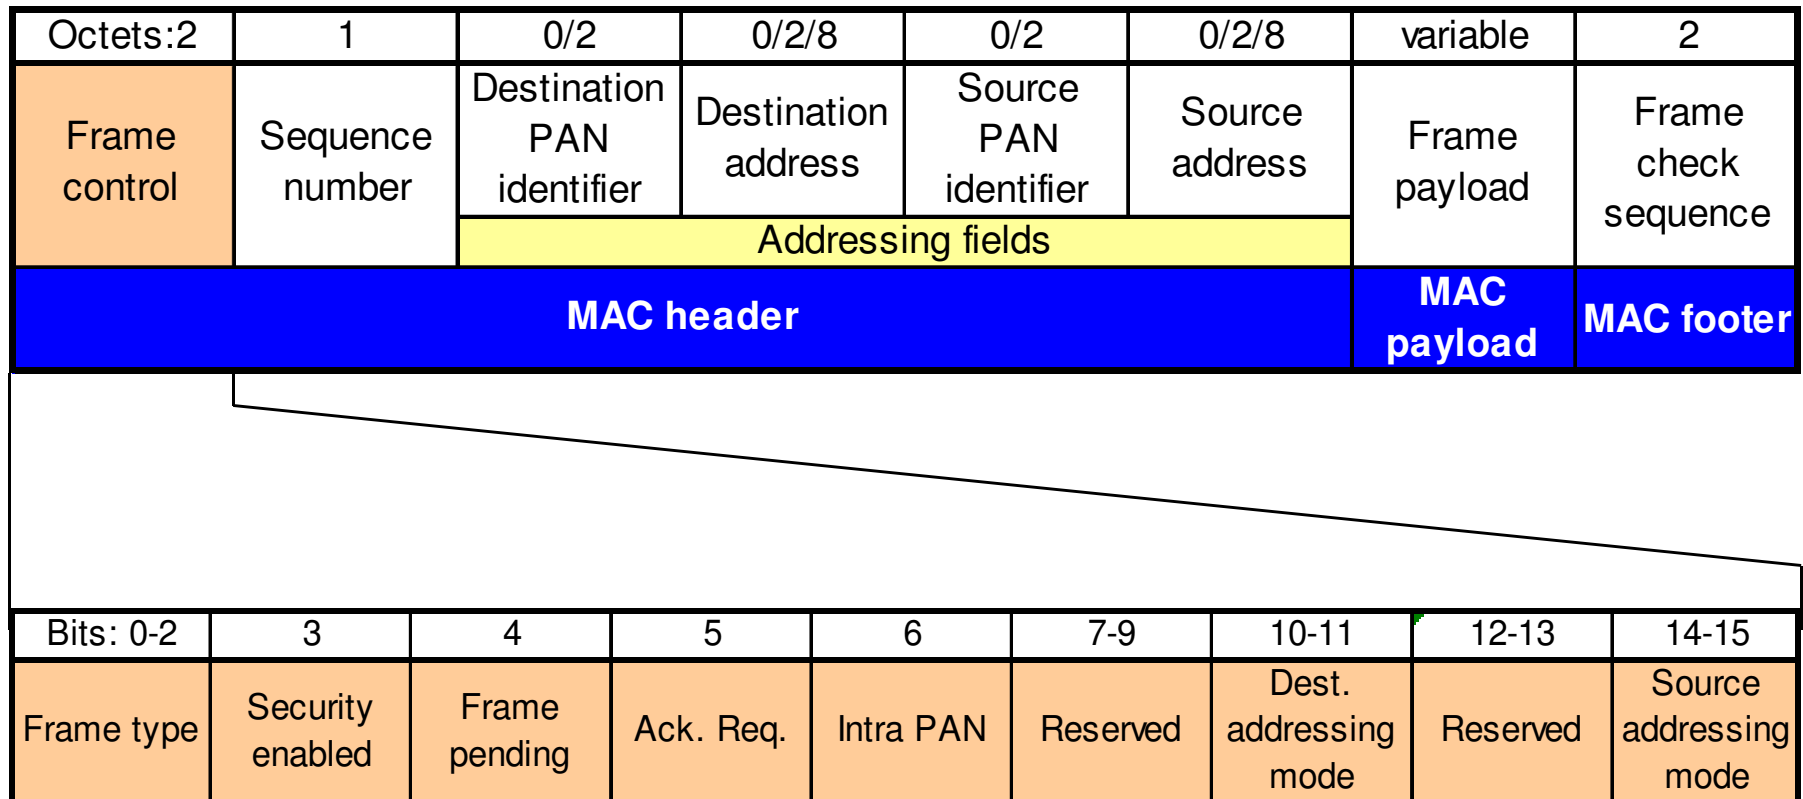 Octets:2 1 0/2 0/2/8 0/2 0/2/8 variable 2
Frame
control
Sequence
number
Destination
PAN
identifier
Destination
address
Source
PAN
identifier
Source
address
Frame
payload
Frame
check
sequence
Addressing fields
MAC header
MAC
payload
MAC footer
Bits: 0-2 3 4 5 6 7-9 10-11 12-13 14-15
Frame type
Security
enabled
Frame
pending
Ack. Req.
Intra PAN
Reserved
Dest.
addressing
mode
Reserved
Source
addressing
mode